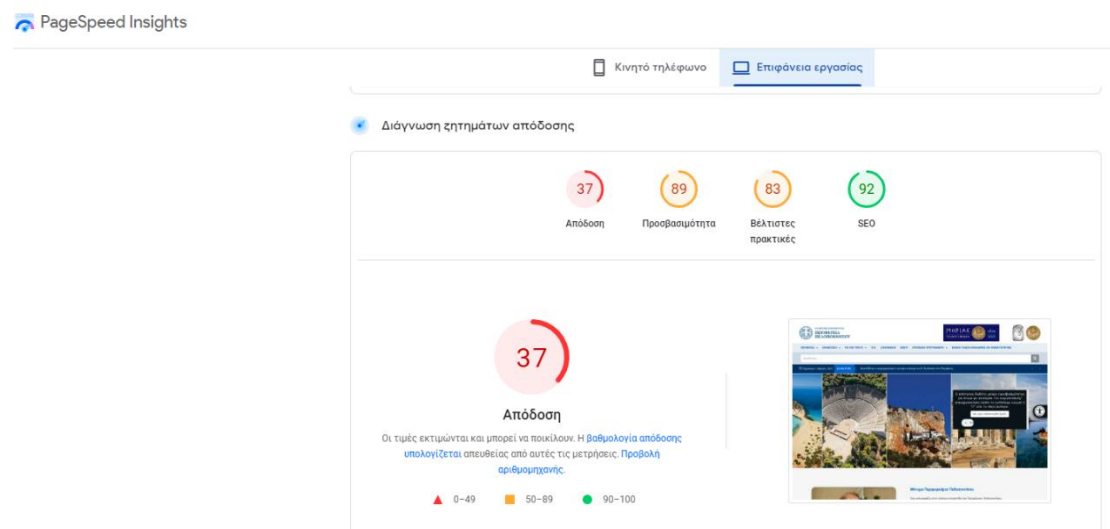 PageSpeed Insights
Κινητό τηλέφωνο
Επιφάνεια εργασίας
Διάγνωση ζητημάτων απόδοσης
37
89
83
92
Απόδοση
Προσβασιμότητα
Βέλτιστες
πρακτικές
SEO
37
Απόδοση
Οι τιμές εκτιμώνται και μπορεί να ποικίλουν. Η βαθμολογία απόδοσης
υπολογίζεται απευθείας από αυτές τις μετρήσεις. Προβολή
αριθμομηχανής.
0–49
50–89
90–100
ΠΕΡΙΦΕΡΕΙΑ
ΠΕΛΟΠΟΝΝΗΣΟΥ